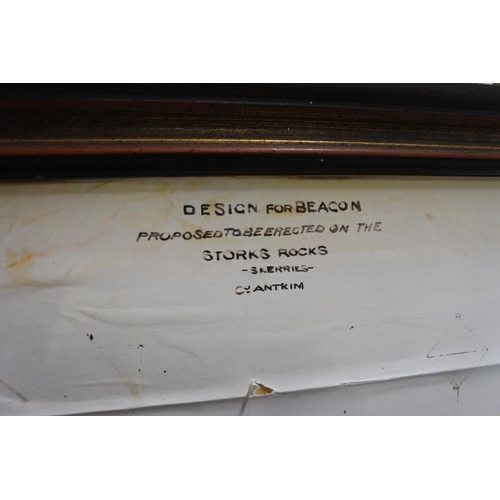 DESIGN FOR BEACON
PROPOSED TO BE ERECTED ON THE
STORKS ROCKS
-SKERRIES-
Co. ANTRIM